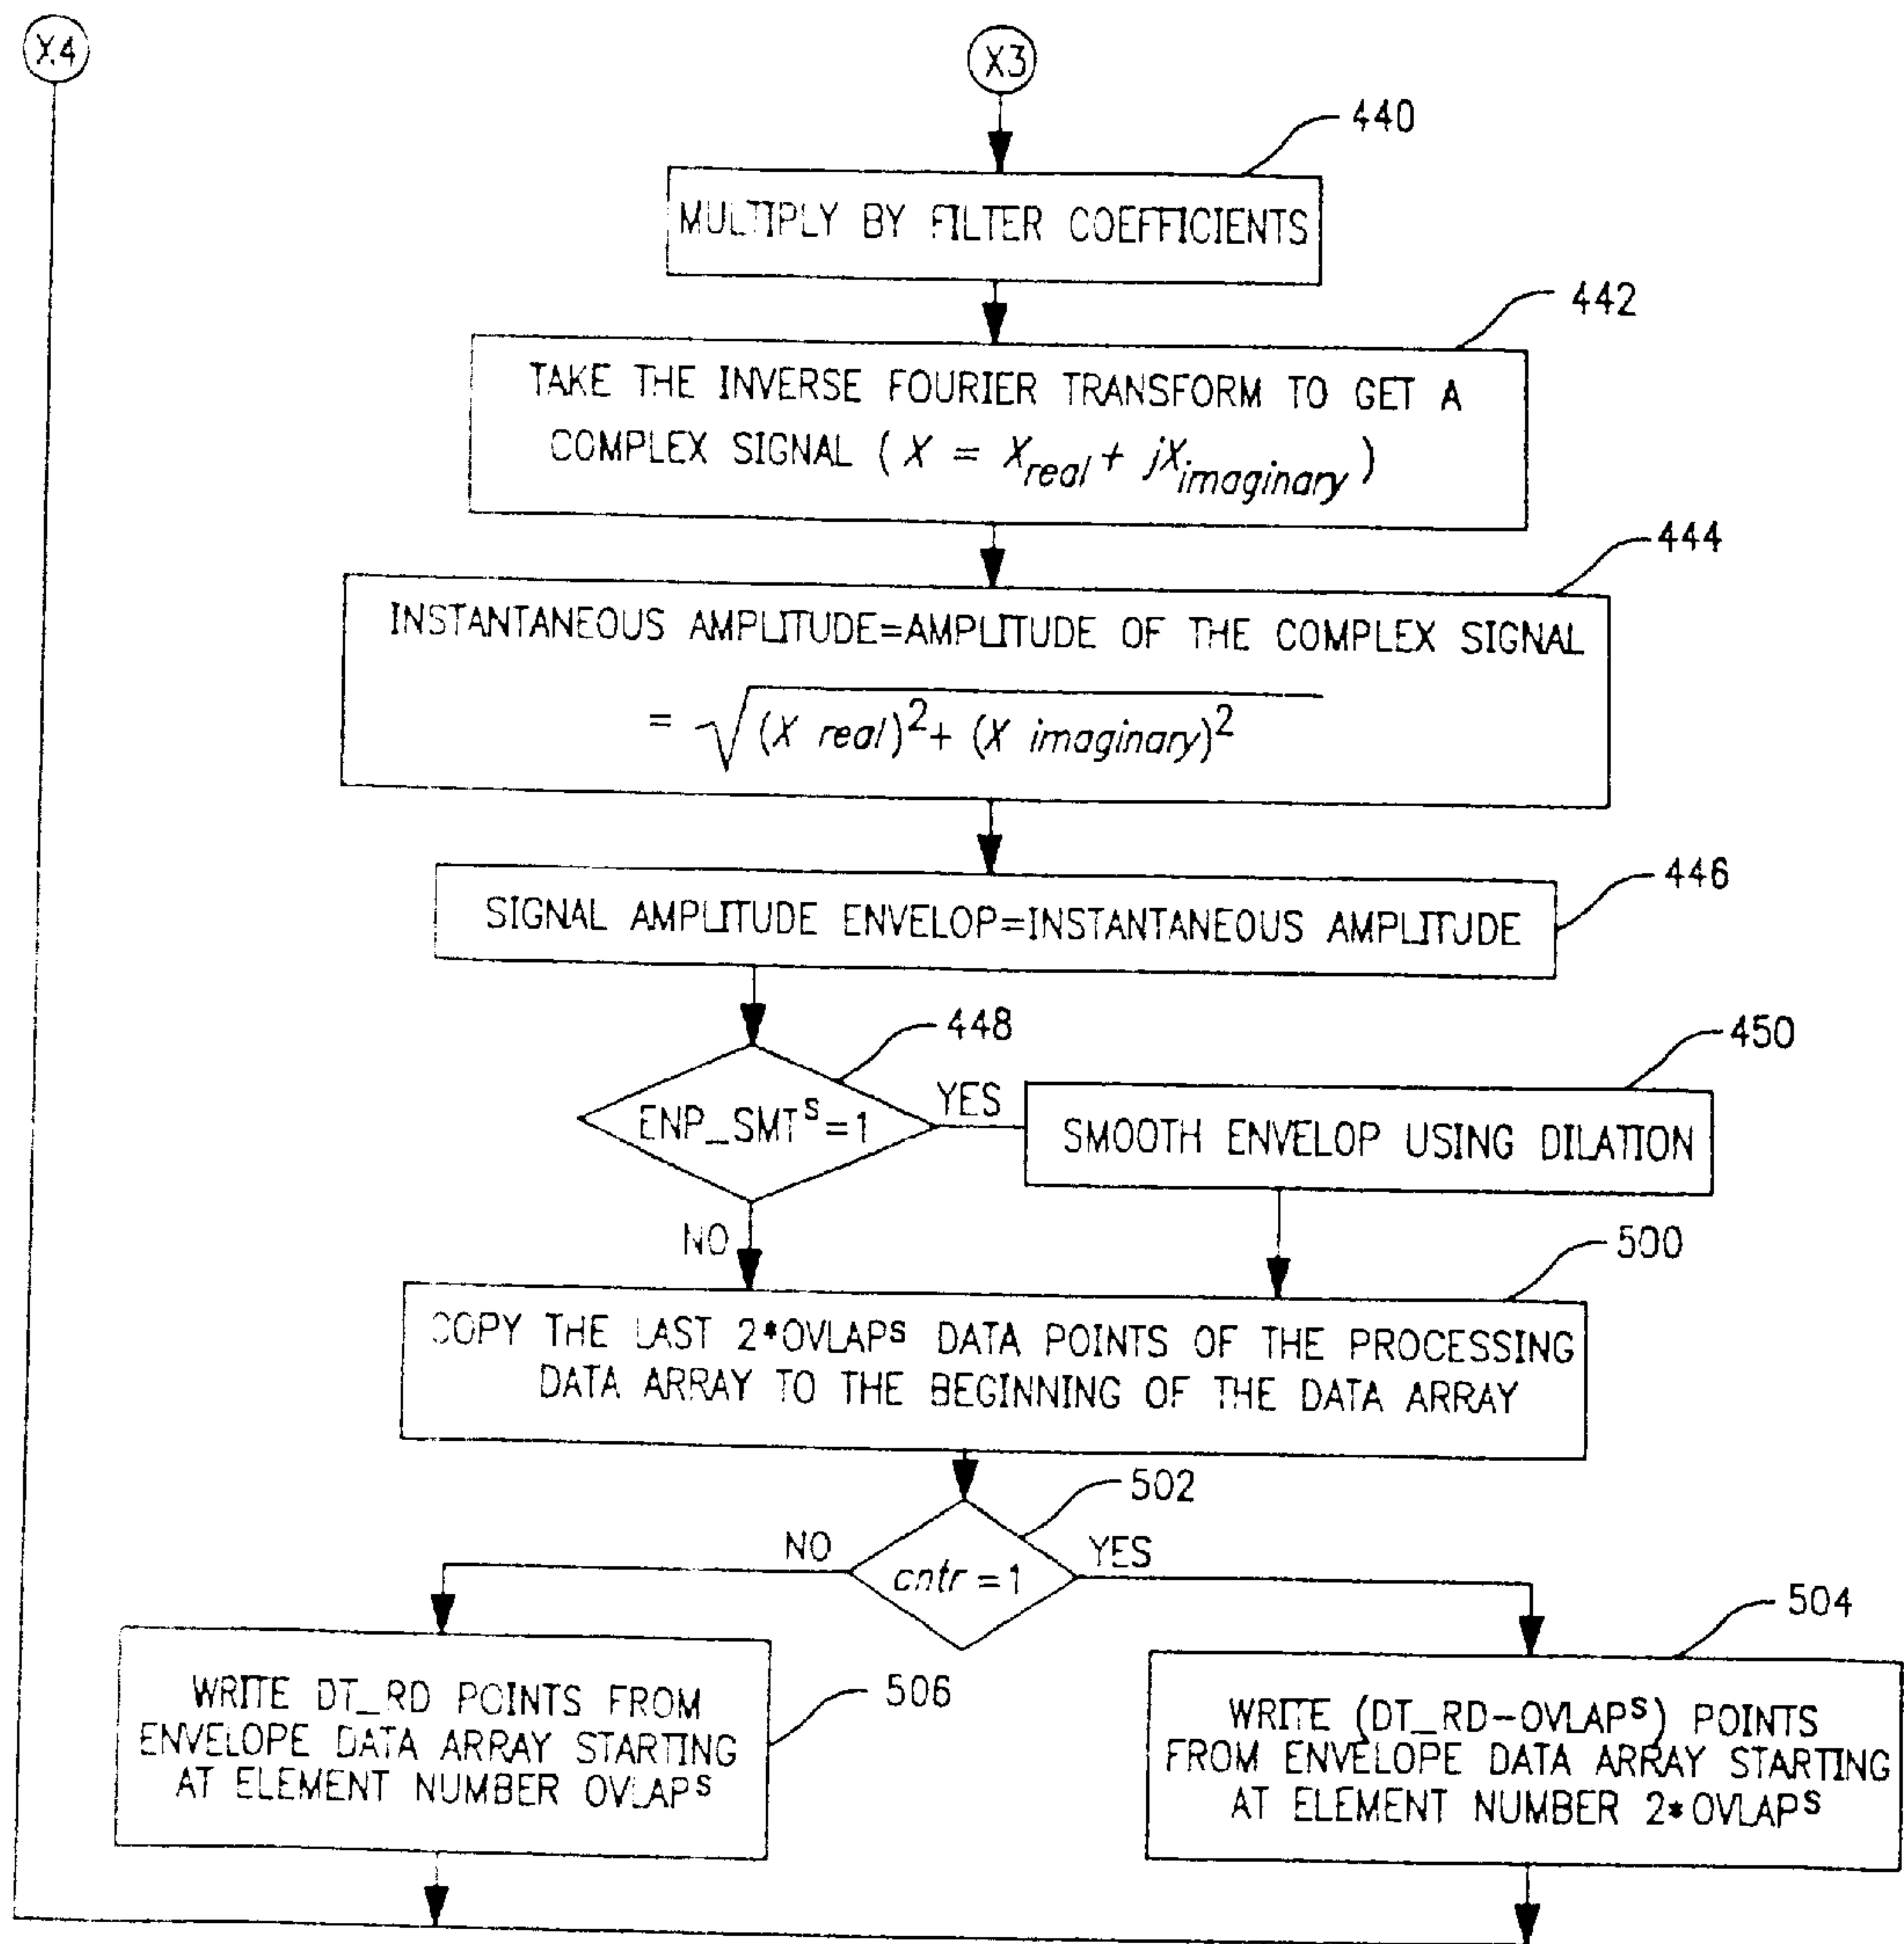 X4
X3
440
MULTIPLY BY FILTER COEFFICIENTS
442
TAKE THE INVERSE FOURIER TRANSFORM TO GET A
COMPLEX SIGNAL ( X = X_real + jX_imaginary )
444
INSTANTANEOUS AMPLITUDE=AMPLITUDE OF THE COMPLEX SIGNAL
= √(X real)² + (X imaginary)²
446
SIGNAL AMPLITUDE ENVELOP=INSTANTANEOUS AMPLITUDE
448
450
ENP_SMTˢ=1
YES
SMOOTH ENVELOP USING DILATION
NO
500
COPY THE LAST 2*OVLAPˢ DATA POINTS OF THE PROCESSING
DATA ARRAY TO THE BEGINNING OF THE DATA ARRAY
502
NO
cntr = 1
YES
506
WRITE DT_RD POINTS FROM
ENVELOPE DATA ARRAY STARTING
AT ELEMENT NUMBER OVLAPˢ
504
WRITE (DT_RD-OVLAPˢ) POINTS
FROM ENVELOPE DATA ARRAY STARTING
AT ELEMENT NUMBER 2*OVLAPˢ